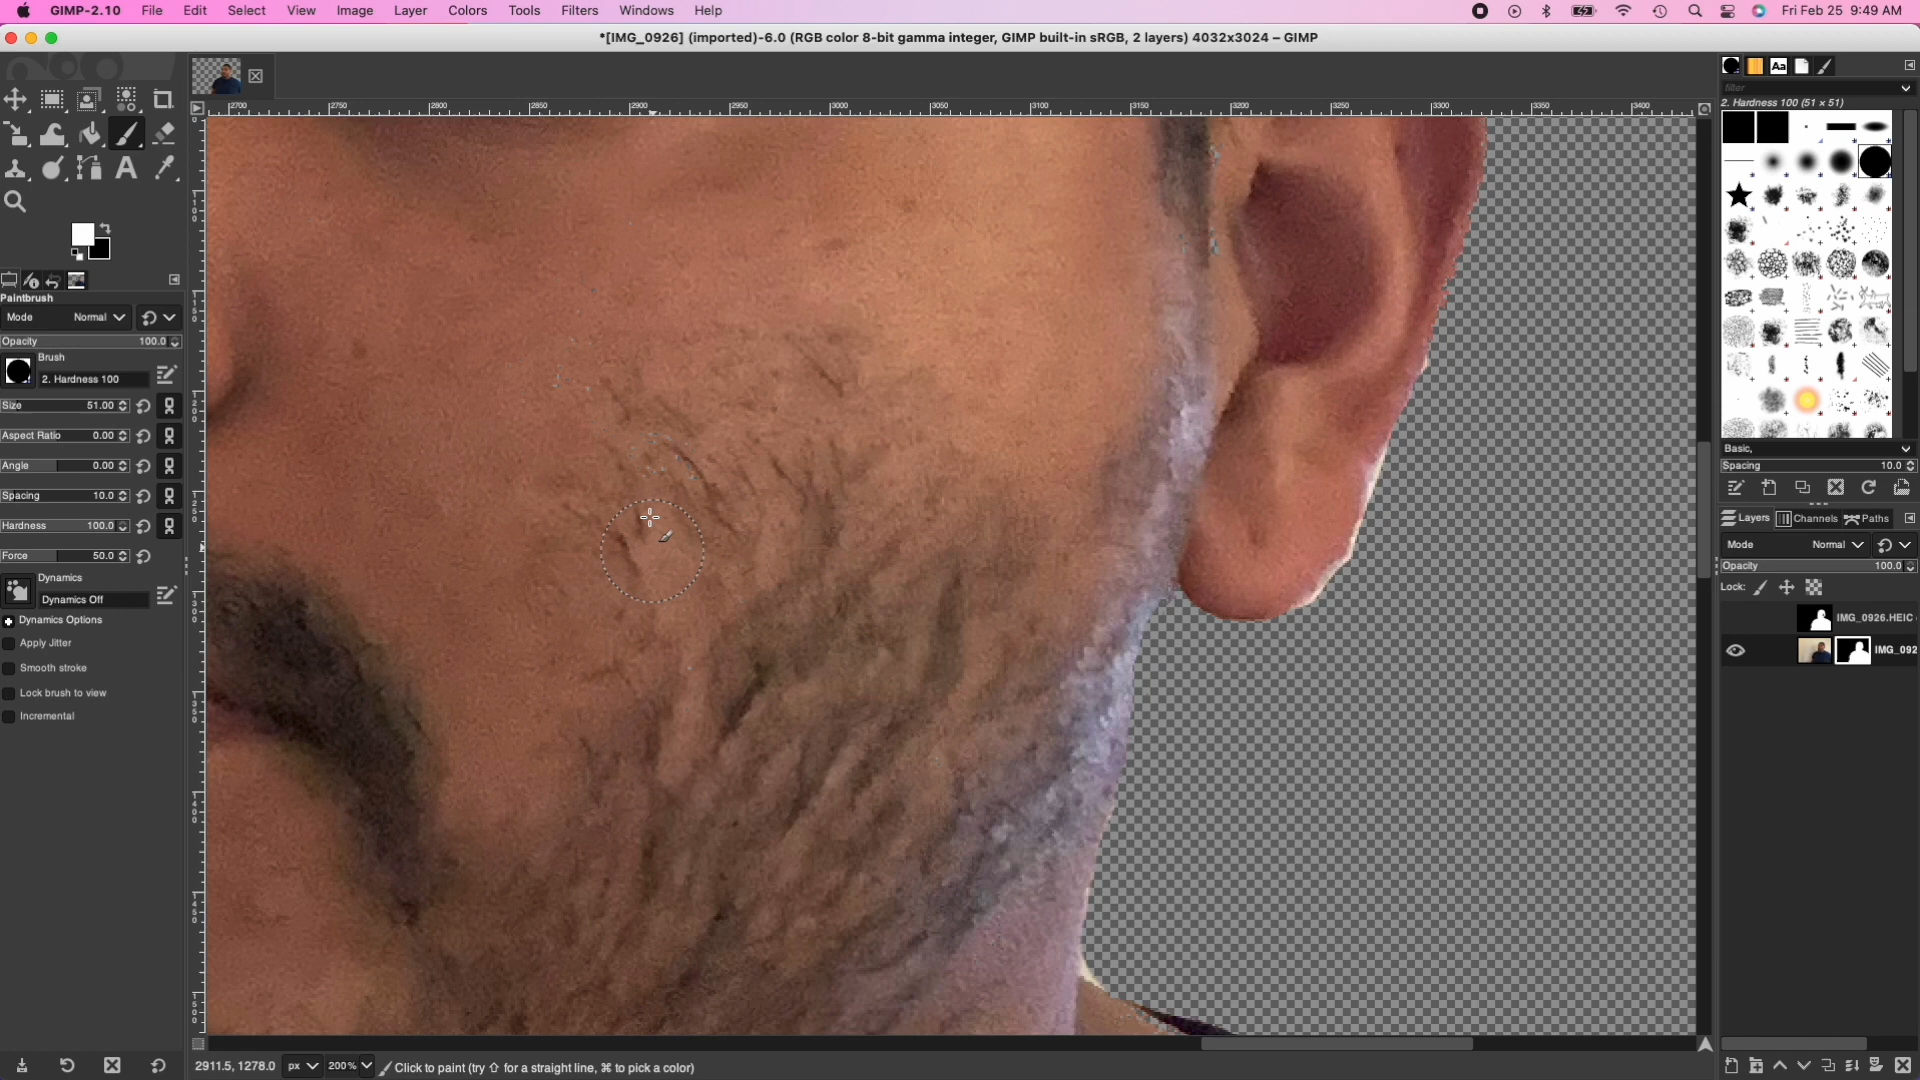 GIMP-2.10 File Edit Select View Image Layer Colors Tools Filters Windows Help Fri Feb 25 9:49 AM
*[IMG_0926] (imported)-6.0 (RGB color 8-bit gamma integer, GIMP built-in sRGB, 2 layers) 4032x3024 – GIMP
Aa
filter
2. Hardness 100 (51 × 51)
2700 2750 2800 2850 2900 2950 3000 3050 3100 3150 3200 3250 3300 3350 3400
A
Paintbrush
Mode Normal
Opacity 100.0
Brush
2. Hardness 100
Size 51.00
Aspect Ratio 0.00
Angle 0.00
Spacing 10.0
Hardness 100.0
Force 50.0
Dynamics
Dynamics Off
Dynamics Options
Apply Jitter
Smooth stroke
Lock brush to view
Incremental
Basic,
Spacing 10.0
Layers Channels Paths
Mode Normal
Opacity 100.0
Lock:
IMG_0926.HEIC
IMG_092
2911.5, 1278.0 px 200% Click to paint (try ⇧ for a straight line, ⌘ to pick a color)